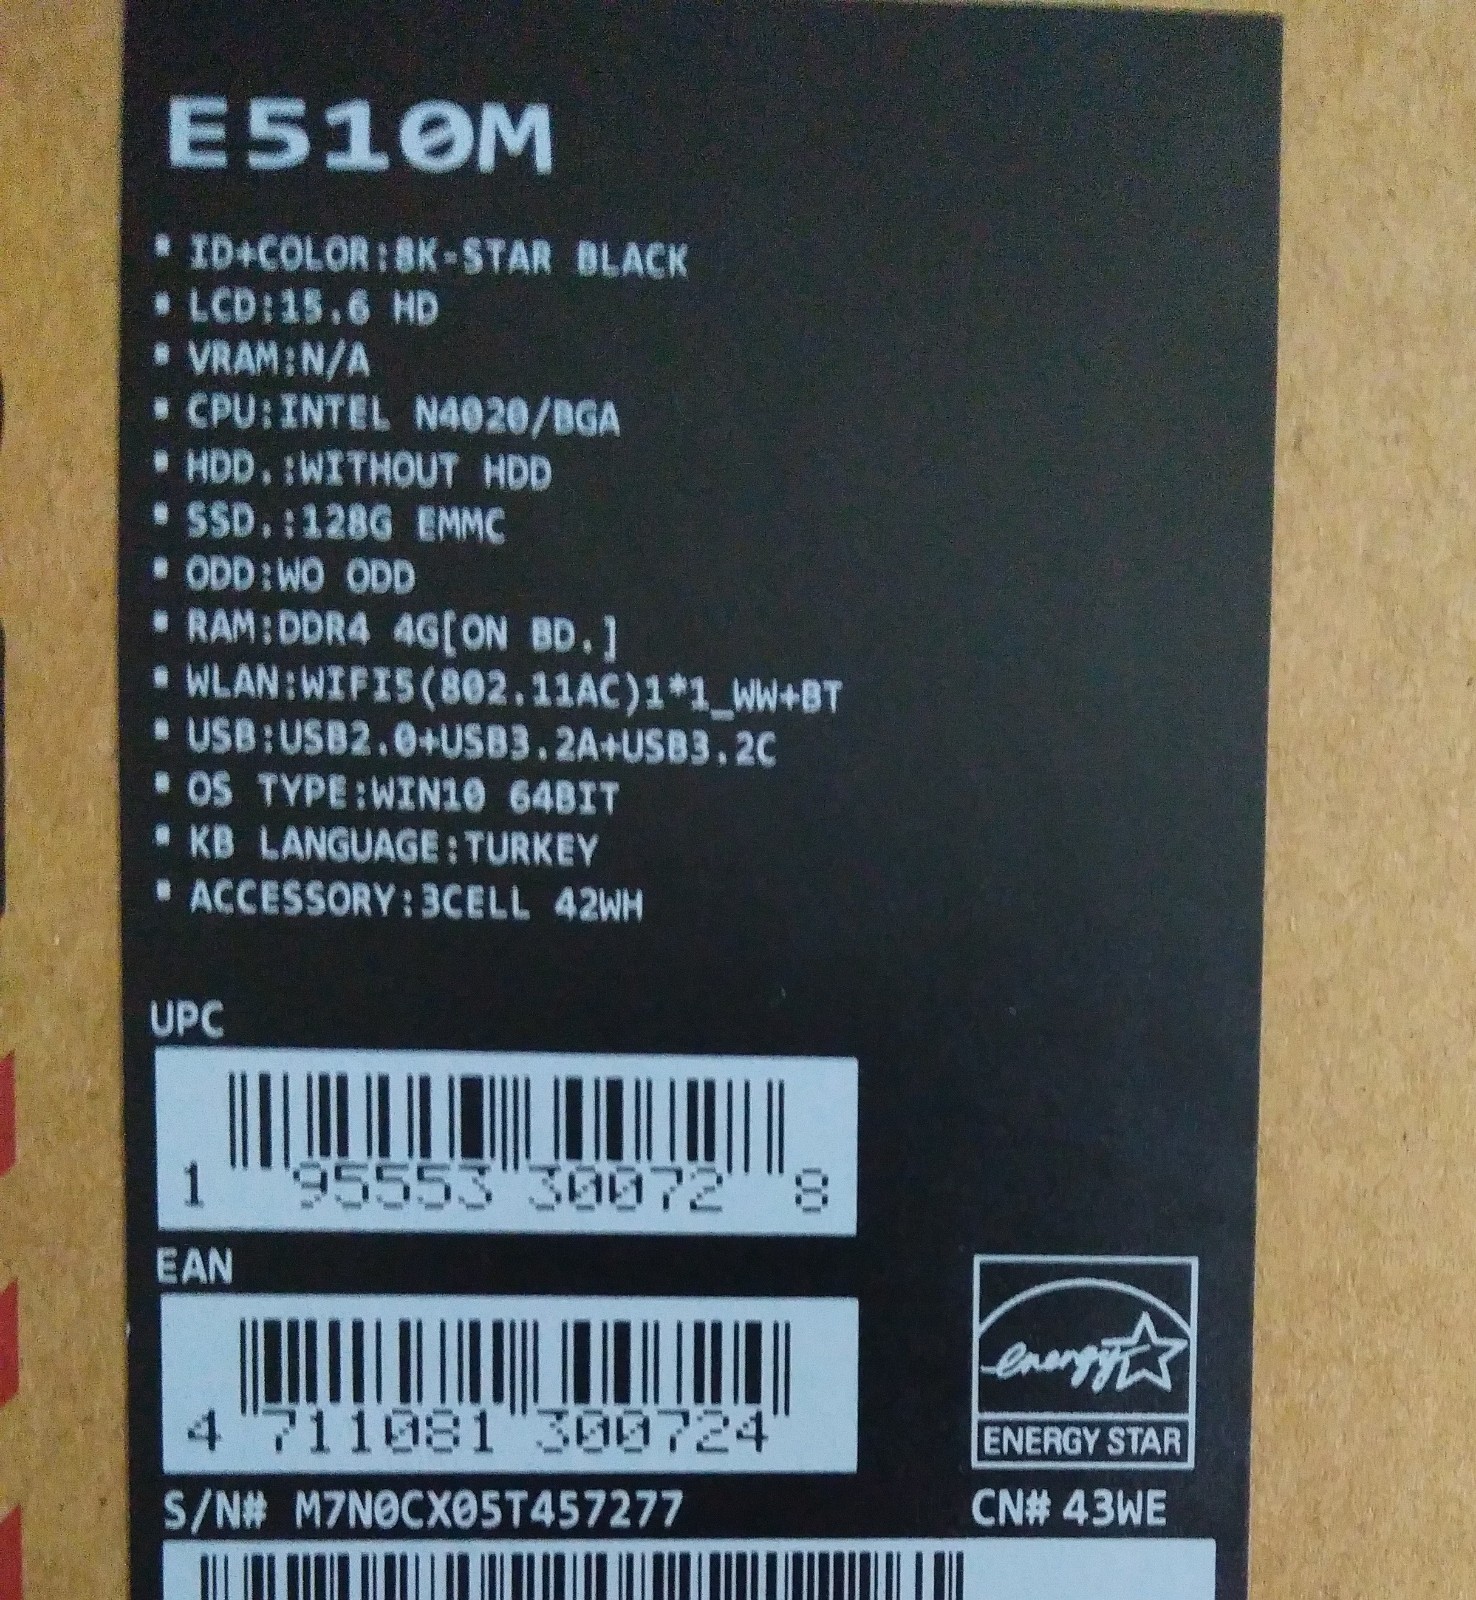 E510M
▪ ID+COLOR:8K-STAR BLACK
▪ LCD:15.6 HD
▪ VRAM:N/A
▪ CPU:INTEL N4020/BGA
▪ HDD.:WITHOUT HDD
▪ SSD.:128G EMMC
▪ ODD:WO ODD
▪ RAM:DDR4 4G[ON BD.]
▪ WLAN:WIFI5(802.11AC)1*1_WW+BT
▪ USB:USB2.0+USB3.2A+USB3.2C
▪ OS TYPE:WIN10 64BIT
▪ KB LANGUAGE:TURKEY
▪ ACCESSORY:3CELL 42WH
UPC
1 95553 30072 8
EAN
4 711081 300724
energy
ENERGY STAR
S/N# M7N0CX05T457277
CN# 43WE